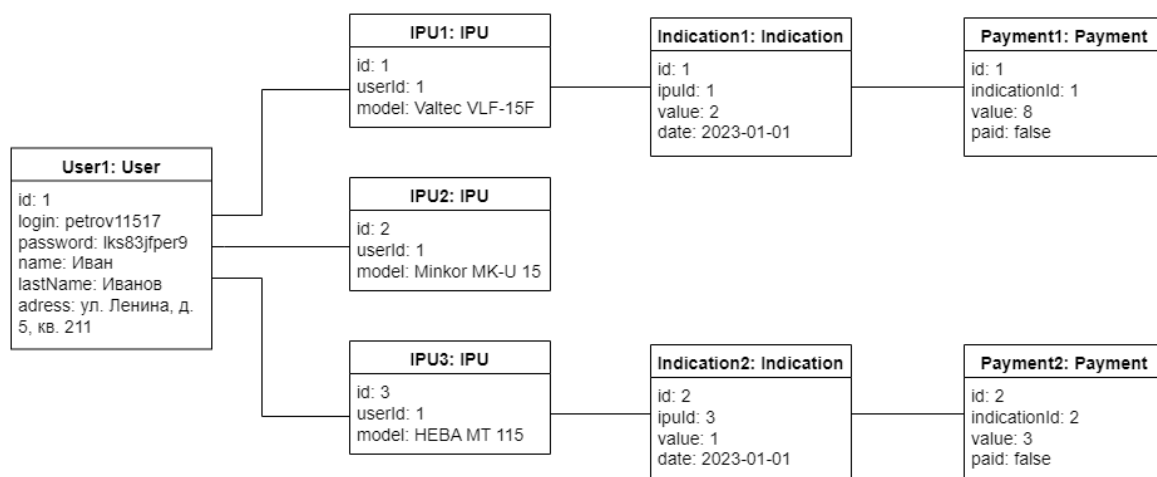 User1: User
id: 1
login: petrov11517
password: lks83jfper9
name: Иван
lastName: Иванов
adress: ул. Ленина, д.
5, кв. 211
IPU1: IPU
id: 1
userId: 1
model: Valtec VLF-15F
Indication1: Indication
id: 1
ipuId: 1
value: 2
date: 2023-01-01
Payment1: Payment
id: 1
indicationId: 1
value: 8
paid: false
IPU2: IPU
id: 2
userId: 1
model: Minkor MK-U 15
IPU3: IPU
id: 3
userId: 1
model: НЕВА МТ 115
Indication2: Indication
id: 2
ipuId: 3
value: 1
date: 2023-01-01
Payment2: Payment
id: 2
indicationId: 2
value: 3
paid: false